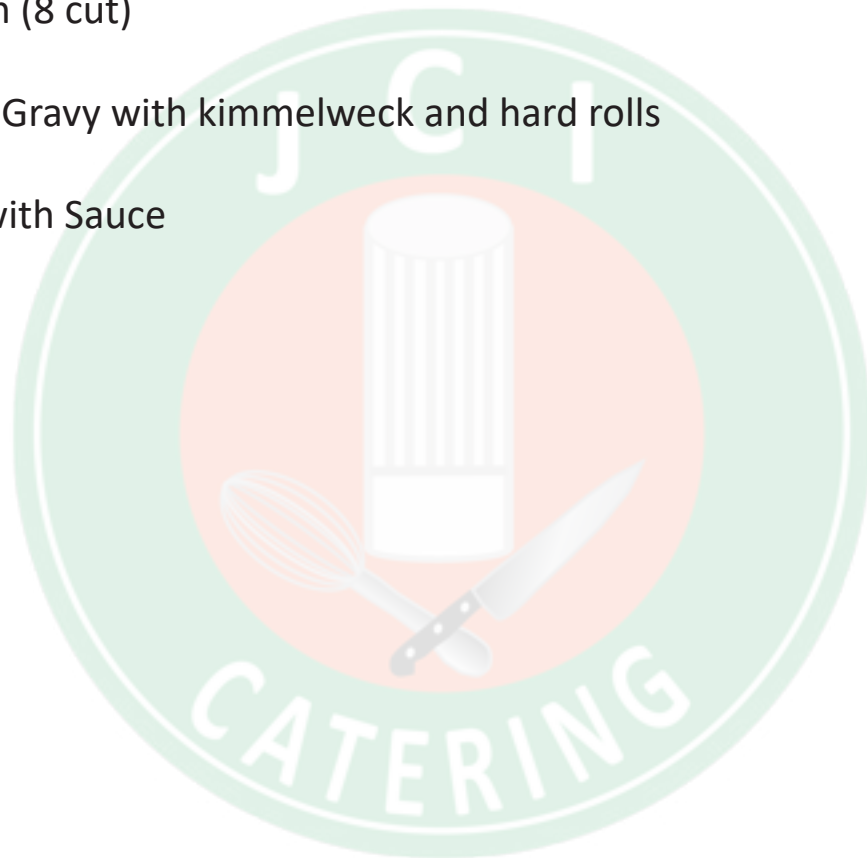 (8 cut)
Gravy with kimmelweck and hard rolls
with Sauce
J C I
CATERING